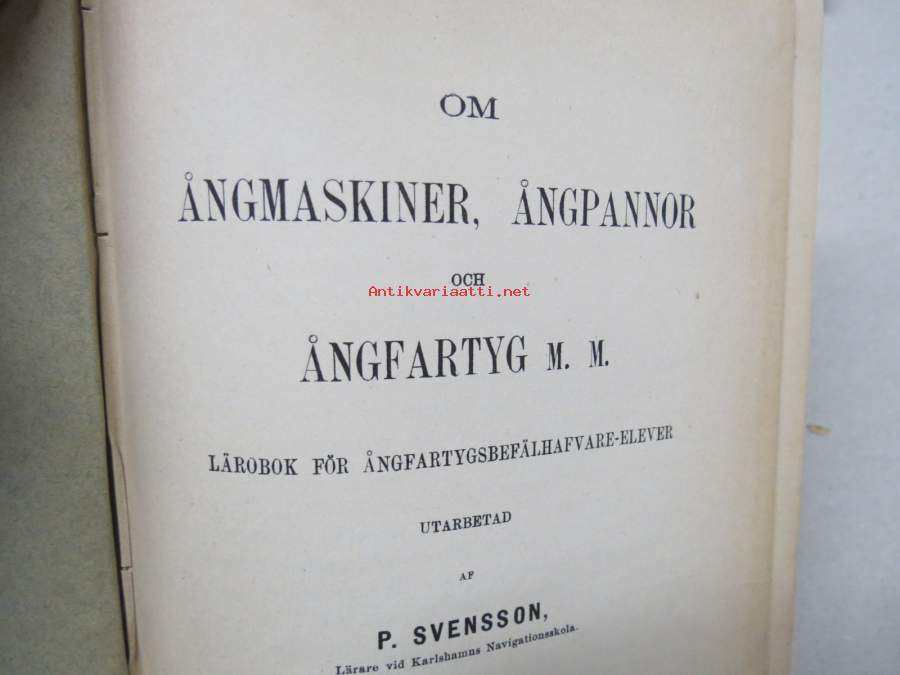 OM
ÅNGMASKINER, ÅNGPANNOR
OCH
Antikvariaatti.net
ÅNGFARTYG M. M.
LÄROBOK FÖR ÅNGFARTYGSBEFÄLHAFVARE-ELEVER
UTARBETAD
AF
P. SVENSSON,
Lärare vid Karlshamns Navigationsskola.